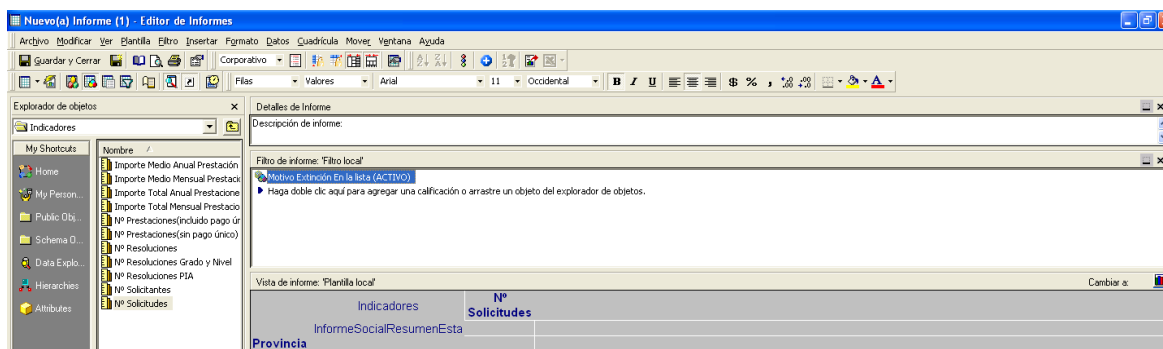 Nuevo(a) Informe (1) - Editor de Informes
Archivo Modificar Ver Plantilla Filtro Insertar Formato Datos Cuadrícula Mover Ventana Ayuda
Guardar y Cerrar Corporativo
Filas Valores Arial 11 Occidental B I U $ % ,
Explorador de objetos
Indicadores
My Shortcuts
Home
My Person...
Public Obj...
Schema O...
Data Explo...
Hierarchies
Attributes
Nombre
Importe Medio Anual Prestación
Importe Medio Mensual Prestació
Importe Total Anual Prestacione
Importe Total Mensual Prestacio
Nº Prestaciones(incluido pago ún
Nº Prestaciones(sin pago único)
Nº Resoluciones
Nº Resoluciones Grado y Nivel
Nº Resoluciones PIA
Nº Solicitantes
Nº Solicitudes
Detalles de Informe
Descripción de informe:
Filtro de informe: 'Filtro local'
Motivo Extinción En la lista (ACTIVO)
Haga doble clic aquí para agregar una calificación o arrastre un objeto del explorador de objetos.
Vista de informe: 'Plantilla local'
Cambiar a:
Indicadores
Nº
Solicitudes
InformeSocialResumenEsta
Provincia